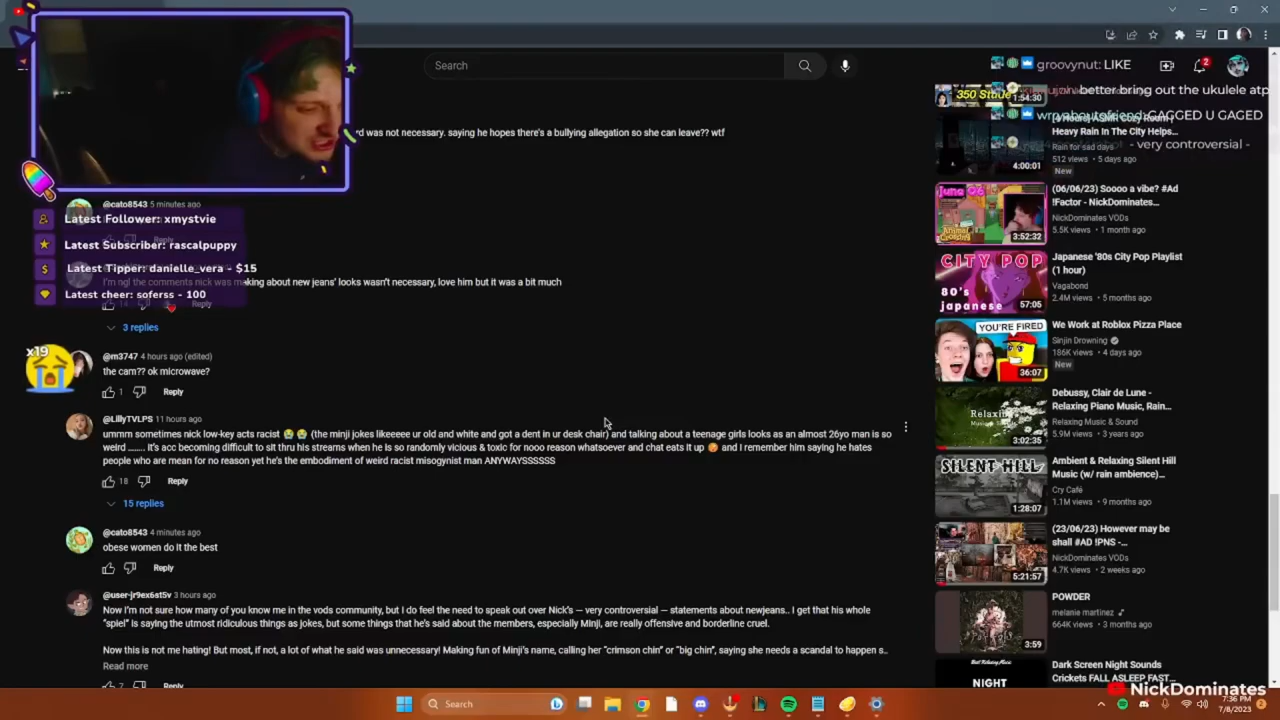 Search
groovynut: LIKE
2
better bring out the ukulele atp
GAGGED U GAGED
- very controversial -
350
1:54:30
Heavy Rain In The City Helps...
Rain for sad days
512 views • 5 days ago
New
4:00:01
rd was not necessary. saying he hopes there's a bullying allegation so she can leave?? wtf
@cato8543 5 minutes ago
Latest Follower: xmystvie
Latest Subscriber: rascalpuppy
Latest Tipper: danielle_vera - $15
Latest cheer: soferss - 100
I'm ngl the comments nick was making about new jeans' looks wasn't necessary, love him but it was a bit much
Reply
3 replies
x19
@m3747 4 hours ago (edited)
the cam?? ok microwave?
1 Reply
@LillyTVLPS 11 hours ago
ummm sometimes nick low-key acts racist 😭 😭 (the minji jokes likeeeee ur old and white and got a dent in ur desk chair) and talking about a teenage girls looks as an almost 26yo man is so
weird ........ it's acc becoming difficult to sit thru his streams when he is so randomly vicious & toxic for nooo reason whatsoever and chat eats it up 🥵 and I remember him saying he hates
people who are mean for no reason yet he's the embodiment of weird racist misogynist man ANYWAYSSSSSS
18 Reply
15 replies
@cato8543 4 minutes ago
obese women do it the best
Reply
@user-jr9ex6st5v 3 hours ago
Now I'm not sure how many of you know me in the vods community, but I do feel the need to speak out over Nick's — very controversial — statements about newjeans.. I get that his whole
"spiel" is saying the utmost ridiculous things as jokes, but some things that he's said about the members, especially Minji, are really offensive and borderline cruel.
Now this is not me hating! But most, if not, a lot of what he said was unnecessary! Making fun of Minji's name, calling her "crimson chin" or "big chin", saying she needs a scandal to happen s..
Read more
7 Reply
June 06
Animal Crossing
3:52:32
(06/06/23) Soooo a vibe? #Ad
!Factor - NickDominates...
NickDominates VODs
5.5K views • 1 month ago
CITY POP
80's
japanese
57:05
Japanese '80s City Pop Playlist
(1 hour)
Vagabond
2.4M views • 5 months ago
YOU'RE FIRED
36:07
We Work at Roblox Pizza Place
Sinjin Drowning
186K views • 4 days ago
New
Relaxing
3:02:35
Debussy, Clair de Lune -
Relaxing Piano Music, Rain...
Relaxing Music & Sound
5.9M views • 3 years ago
SILENT HILL
1:28:07
Ambient & Relaxing Silent Hill
Music (w/ rain ambience)...
Cry Café
1.1M views • 9 months ago
5:21:57
(23/06/23) However may be
shall #AD !PNS -...
NickDominates VODs
4.7K views • 2 weeks ago
3:59
POWDER
melanie martinez
664K views • 3 months ago
NIGHT
Dark Screen Night Sounds
Crickets FALL ASLEEP FAST...
NickDominates
Search
7:36 PM
7/8/2023
2